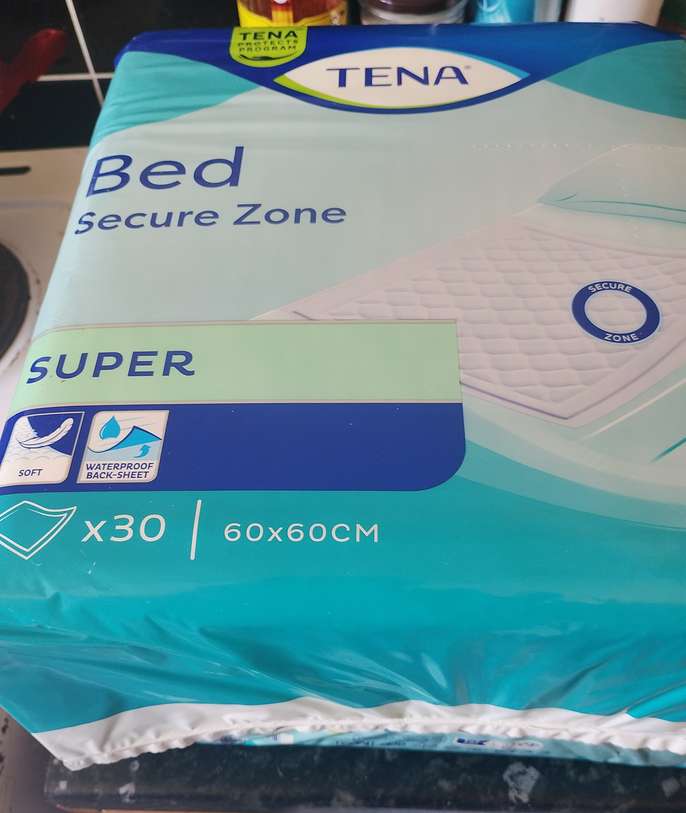 TENA
PROTECTS
PROGRAM
TENA®
Bed
Secure Zone
SECURE
ZONE
SUPER
SOFT
WATERPROOF
BACK-SHEET
x30
60x60CM